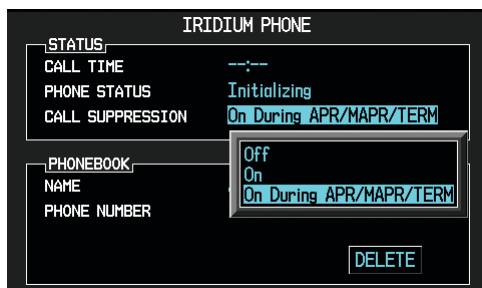 IRIDIUM PHONE
STATUS
CALL TIME --:--
PHONE STATUS Initializing
CALL SUPPRESSION On During APR/MAPR/TERM
Off
On
On During APR/MAPR/TERM
PHONEBOOK
NAME
PHONE NUMBER
DELETE